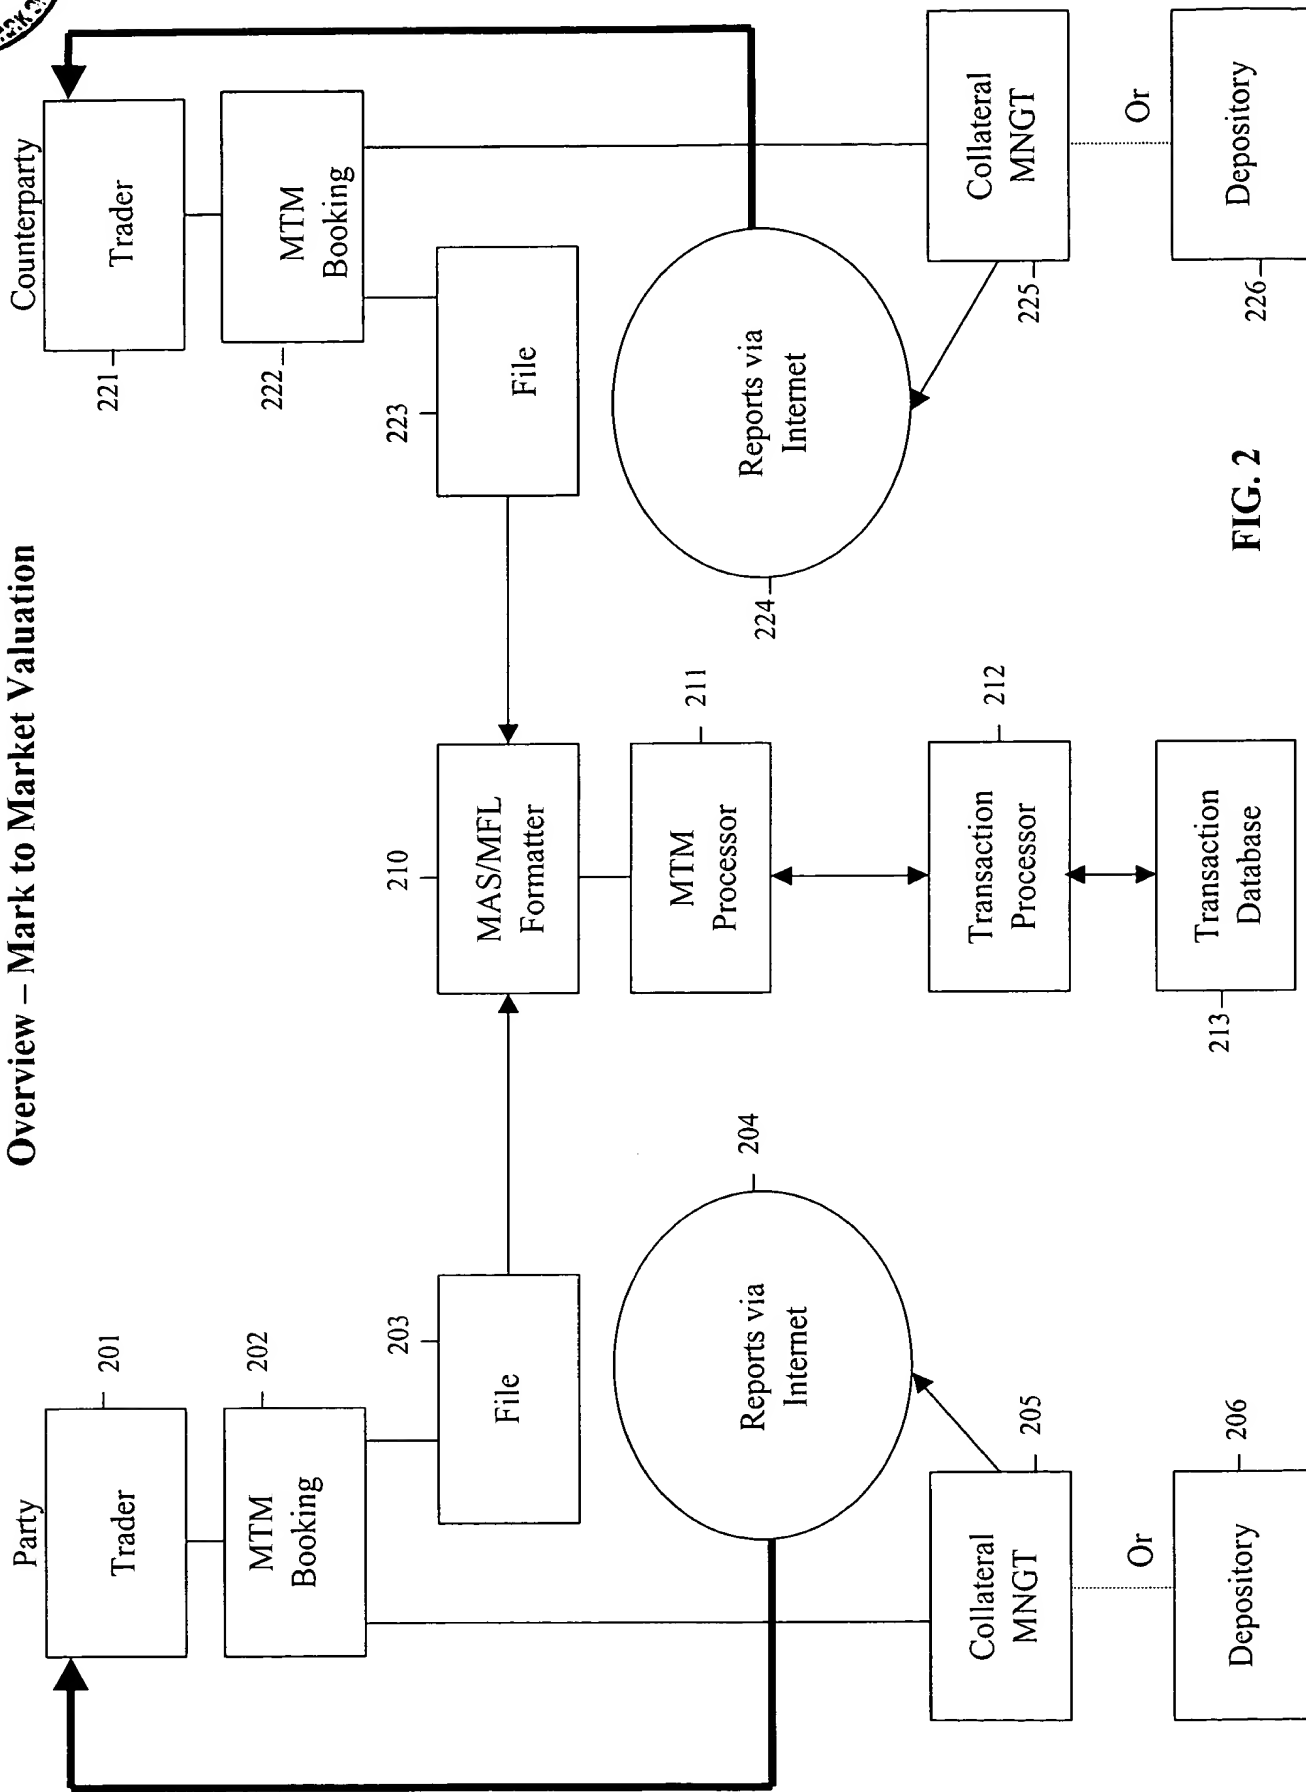 Overview – Mark to Market Valuation
Party
Counterparty
Trader
201
MTM
Booking
202
File
203
Reports via
Internet
204
Collateral
MNGT
205
Or
Depository
206
MAS/MFL
Formatter
210
MTM
Processor
211
Transaction
Processor
212
Transaction
Database
213
Trader
221
MTM
Booking
222
File
223
Reports via
Internet
224
Collateral
MNGT
225
Or
Depository
226
FIG. 2